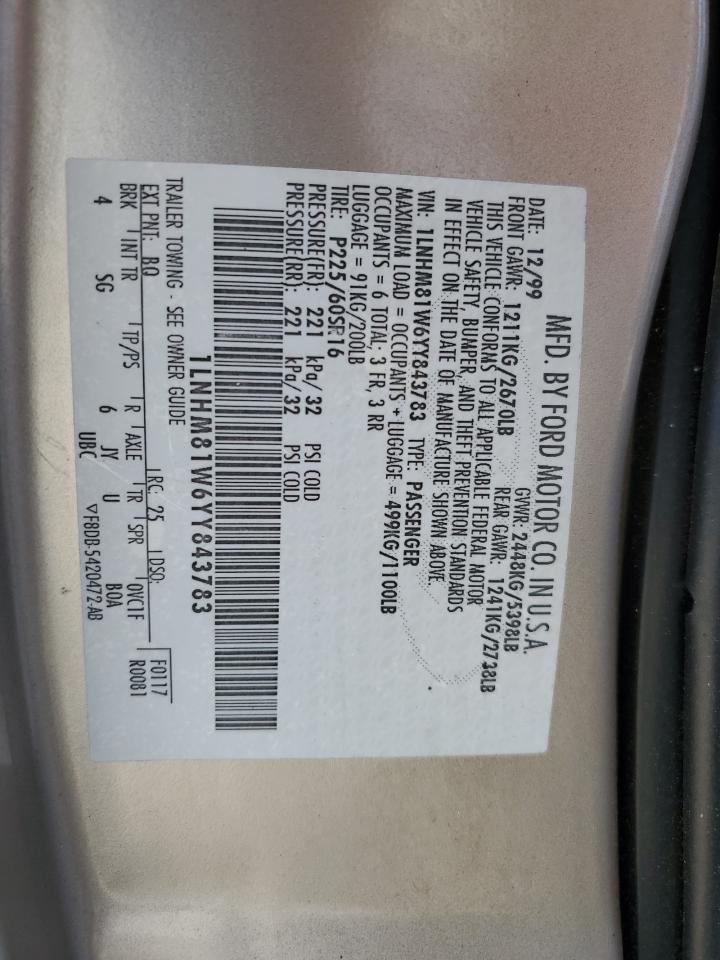 MFD. BY FORD MOTOR CO. IN U.S.A.
DATE: 12/99 GVWR: 2448KG/5398LB
FRONT GAWR: 1211KG/2670LB REAR GAWR: 1241KG/2738LB
THIS VEHICLE CONFORMS TO ALL APPLICABLE FEDERAL MOTOR
VEHICLE SAFETY, BUMPER, AND THEFT PREVENTION STANDARDS
IN EFFECT ON THE DATE OF MANUFACTURE SHOWN ABOVE.
VIN: 1LNHM81W6YY843783 TYPE: PASSENGER
MAXIMUM LOAD = OCCUPANTS + LUGGAGE = 499KG/1100LB
OCCUPANTS = 6 TOTAL, 3 FR, 3 RR
LUGGAGE = 91KG/200LB
TIRE: P225/60SR16
PRESSURE(FR): 221 kPa/32 PSI COLD
PRESSURE(RR): 221 kPa/32 PSI COLD
1LNHM81W6YY843783
TRAILER TOWING - SEE OWNER GUIDE
EXT PNT: BQ RC: 25 DSO: F0117
BRK INT TR TP/PS R AXLE TR SPR OVC1F R0081
4 SG 6 JY U BOA
UBC ▽F8DB-5420472-AB